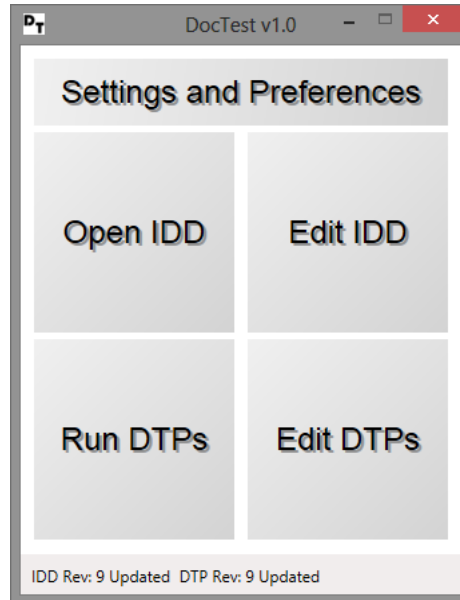 DT DocTest v1.0
Settings and Preferences
Open IDD Edit IDD
Run DTPs Edit DTPs
IDD Rev: 9 Updated DTP Rev: 9 Updated